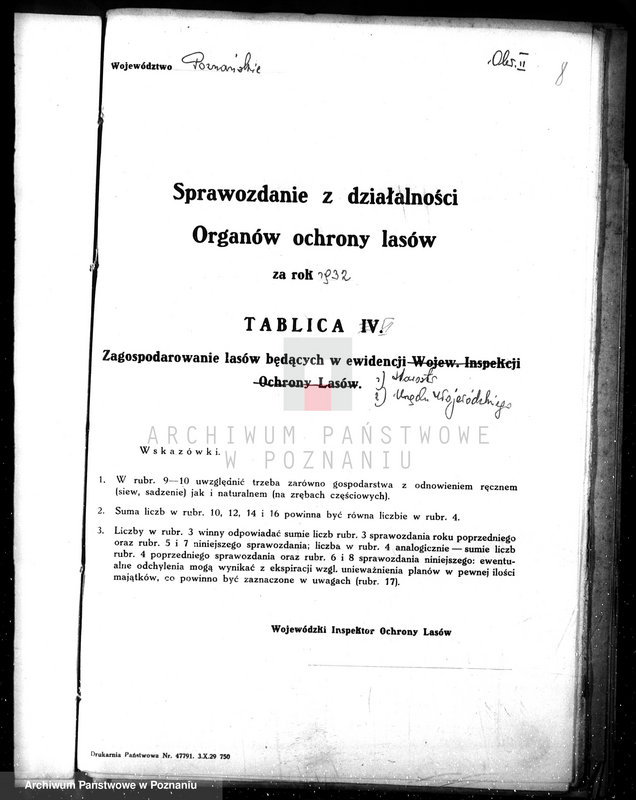 Województwo Poznańskie
Okr. II
8
Sprawozdanie z działalności
Organów ochrony lasów
za rok 1932
TABLICA IV.
Zagospodarowanie lasów będących w ewidencji Wojew. Inspekcji
Ochrony Lasów. 1) Starostw
2) Urzędu Wojewódzkiego
ARCHIWUM PAŃSTWOWE
W POZNANIU
Wskazówki.
1. W rubr. 9—10 uwzględnić trzeba zarówno gospodarstwa z odnowieniem ręcznem
(siew, sadzenie) jak i naturalnem (na zrębach częściowych).
2. Suma liczb w rubr. 10, 12, 14 i 16 powinna być równa liczbie w rubr. 4.
3. Liczby w rubr. 3 winny odpowiadać sumie liczb rubr. 3 sprawozdania roku poprzedniego
oraz rubr. 5 i 7 niniejszego sprawozdania; liczba w rubr. 4 analogicznie — sumie liczb
rubr. 4 poprzedniego sprawozdania oraz rubr. 6 i 8 sprawozdania niniejszego: ewentu-
alne odchylenia mogą wynikać z ekspiracji wzgl. unieważnienia planów w pewnej ilości
majątków, co powinno być zaznaczone w uwagach (rubr. 17).
Wojewódzki Inspektor Ochrony Lasów
Drukarnia Państwowa Nr. 47791. 3.X.29 750
Archiwum Państwowe w Poznaniu